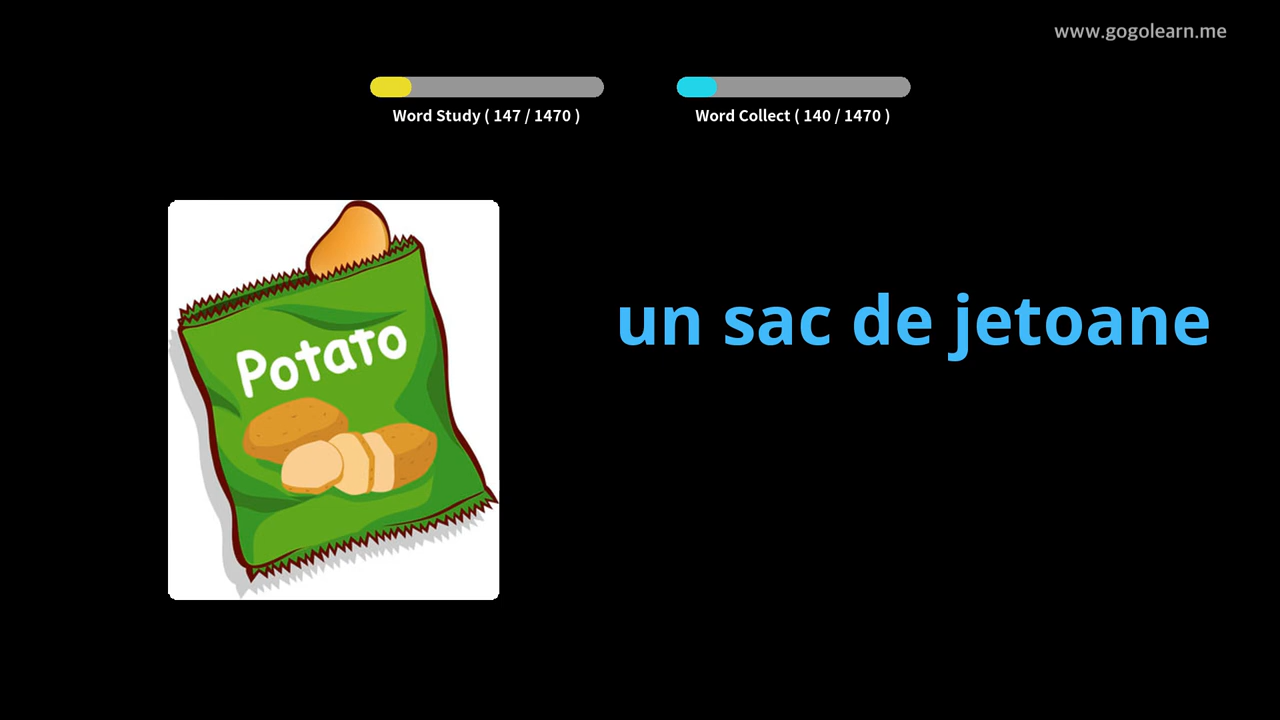 www.gogolearn.me
Word Study ( 147 / 1470 )
Word Collect ( 140 / 1470 )
Potato
un sac de jetoane